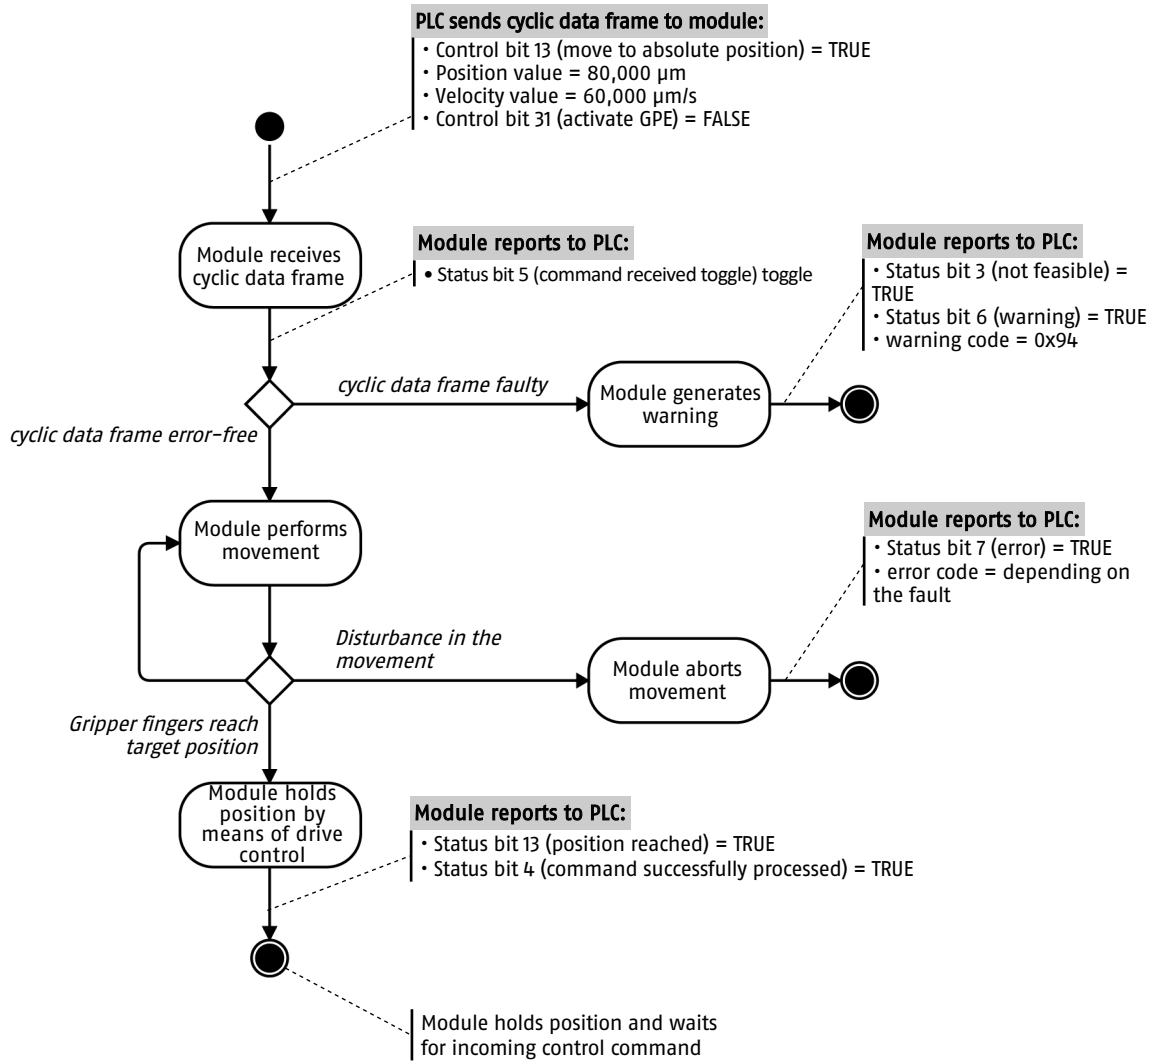 PLC sends cyclic data frame to module:
· Control bit 13 (move to absolute position) = TRUE
· Position value = 80,000 µm
· Velocity value = 60,000 µm/s
· Control bit 31 (activate GPE) = FALSE
Module receives
cyclic data frame
Module reports to PLC:
• Status bit 5 (command received toggle) toggle
Module reports to PLC:
· Status bit 3 (not feasible) =
TRUE
· Status bit 6 (warning) = TRUE
· warning code = 0x94
cyclic data frame faulty
Module generates
warning
cyclic data frame error-free
Module performs
movement
Module reports to PLC:
· Status bit 7 (error) = TRUE
· error code = depending on
the fault
Disturbance in the
movement
Module aborts
movement
Gripper fingers reach
target position
Module holds
position by
means of drive
control
Module reports to PLC:
· Status bit 13 (position reached) = TRUE
· Status bit 4 (command successfully processed) = TRUE
Module holds position and waits
for incoming control command